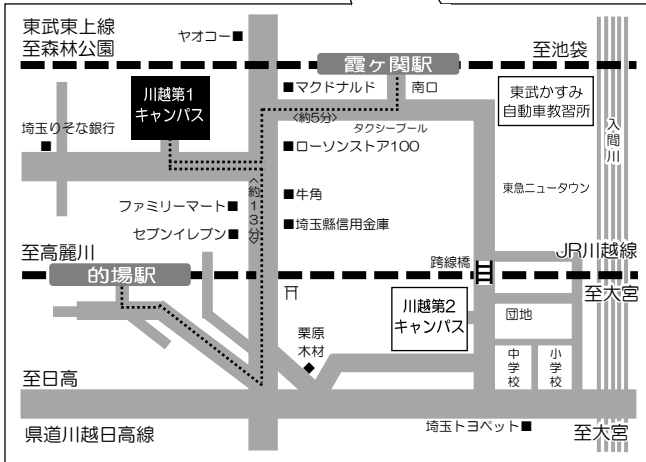 東武東上線
至森林公園
ヤオコー■
霞ヶ関駅
至池袋
川越第1
キャンパス
■マクドナルド
南口
東武かすみ
自動車教習所
〈約5分〉
タクシープール
埼玉りそな銀行
■
■ローソンストア100
入間川
東急ニュータウン
〈約13分〉
■牛角
ファミリーマート■
■埼玉縣信用金庫
セブンイレブン■
至高麗川
跨線橋
JR川越線
的場駅
至大宮
川越第2
キャンパス
団地
栗原
木材
◆
中学校
小学校
至日高
県道川越日高線
埼玉トヨペット■
至大宮